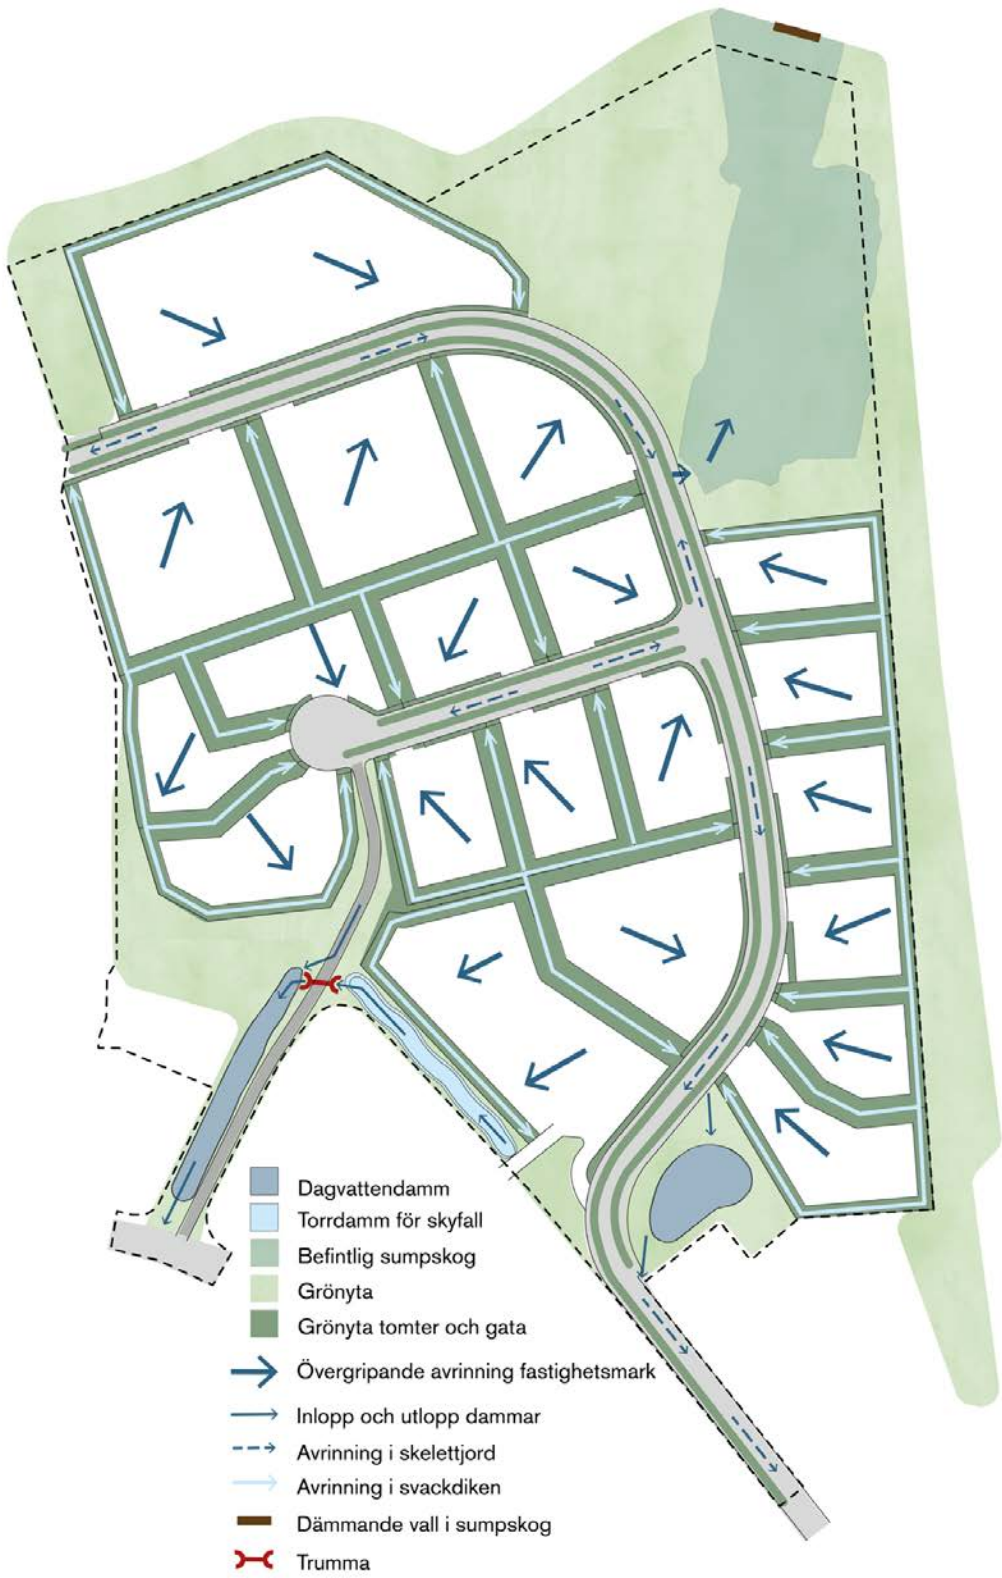 Dagvattendamm
Torrdamm för skyfall
Befintlig sumpskog
Grönyta
Grönyta tomter och gata
Övergripande avrinning fastighetsmark
Inlopp och utlopp dammar
Avrinning i skelettjord
Avrinning i svackdiken
Dämmande vall i sumpskog
Trumma